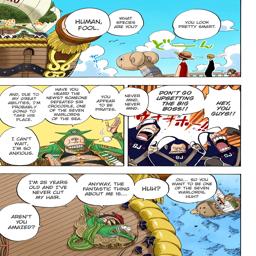 HUMAN,
FOOL.
WHAT
SPECIES
ARE YOU?
YOU LOOK
PRETTY SMART.
AND, DUE TO
MY GREAT
ABILITIES, I'M
PROBABLY
GOING TO
TAKE HIS
PLACE.
HAVE YOU
HEARD THE
NEWS? SOMEONE
DEFEATED SIR
CROCODILE, ONE
OF THE SEVEN
WARLORDS
OF THE SEA.
YOU
APPEAR
TO BE
PIRATES.
I CAN'T
WAIT,
I'M SO
ANXIOUS.
NEVER
MIND,
NEVER
MIND.
DON'T GO
UPSETTING
THE BIG
BOSS!!
HEY,
YOU
GUYS!!
I'M 25 YEARS
OLD AND I'VE
NEVER CUT
MY HAIR.
ANYWAY, THE
FANTASTIC THING
ABOUT ME IS...
HUH?
OH... SO YOU
WANT TO BE
ONE OF
THE SEVEN
WARLORDS,
HUH?
AREN'T
YOU
AMAZED?